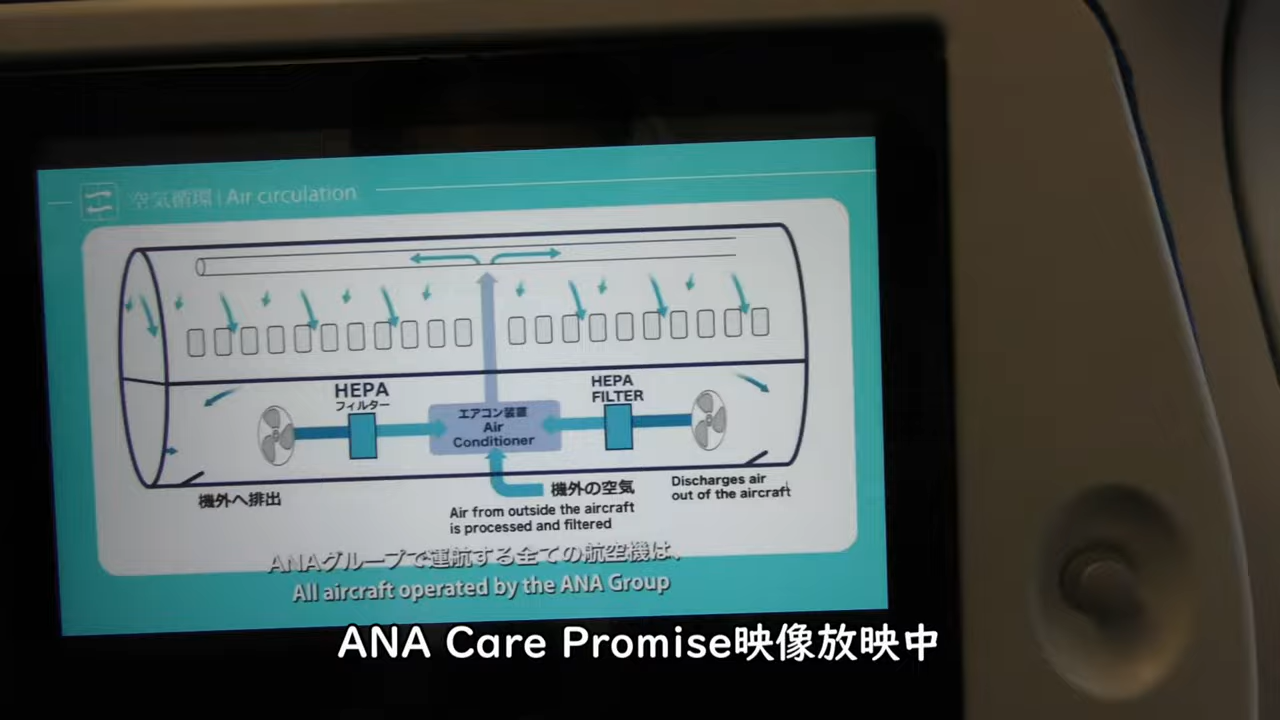 空気循環 | Air circulation
HEPA
フィルター
エアコン装置
Air
Conditioner
HEPA
FILTER
機外へ排出
機外の空気
Air from outside the aircraft
is processed and filtered
Discharges air
out of the aircraft
ANAグループで運航する全ての航空機は、
All aircraft operated by the ANA Group
ANA Care Promise映像放映中